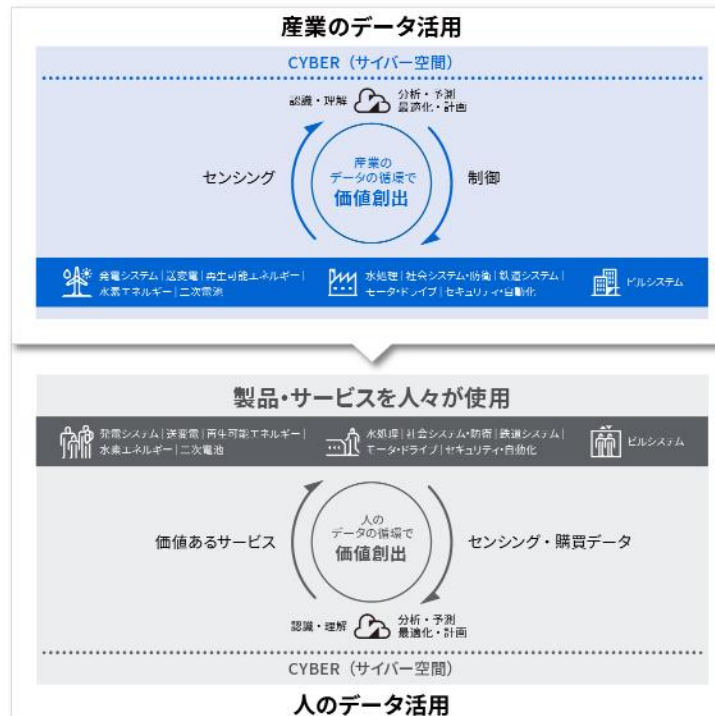 産業のデータ活用
CYBER（サイバー空間）
認識・理解
分析・予測
最適化・計画
センシング
産業の
データの循環で
価値創出
制御
発電システム|送変電|再生可能エネルギー|
水素エネルギー|二次電池
水処理|社会システム・防衛|鉄道システム|
モータ・ドライブ|セキュリティ・自動化
ビルシステム
製品・サービスを人々が使用
発電システム|送変電|再生可能エネルギー|
水素エネルギー|二次電池
水処理|社会システム・防衛|鉄道システム|
モータ・ドライブ|セキュリティ・自動化
ビルシステム
価値あるサービス
人の
データの循環で
価値創出
センシング・購買データ
認識・理解
分析・予測
最適化・計画
CYBER（サイバー空間）
人のデータ活用